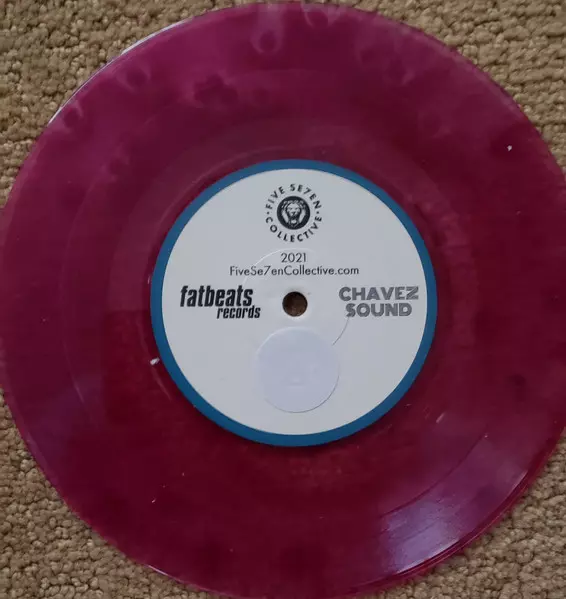 FIVE SE7EN
COLLECTIVE
2021
FiveSe7enCollective.com
fatbeats
records
CHAVEZ
SOUND